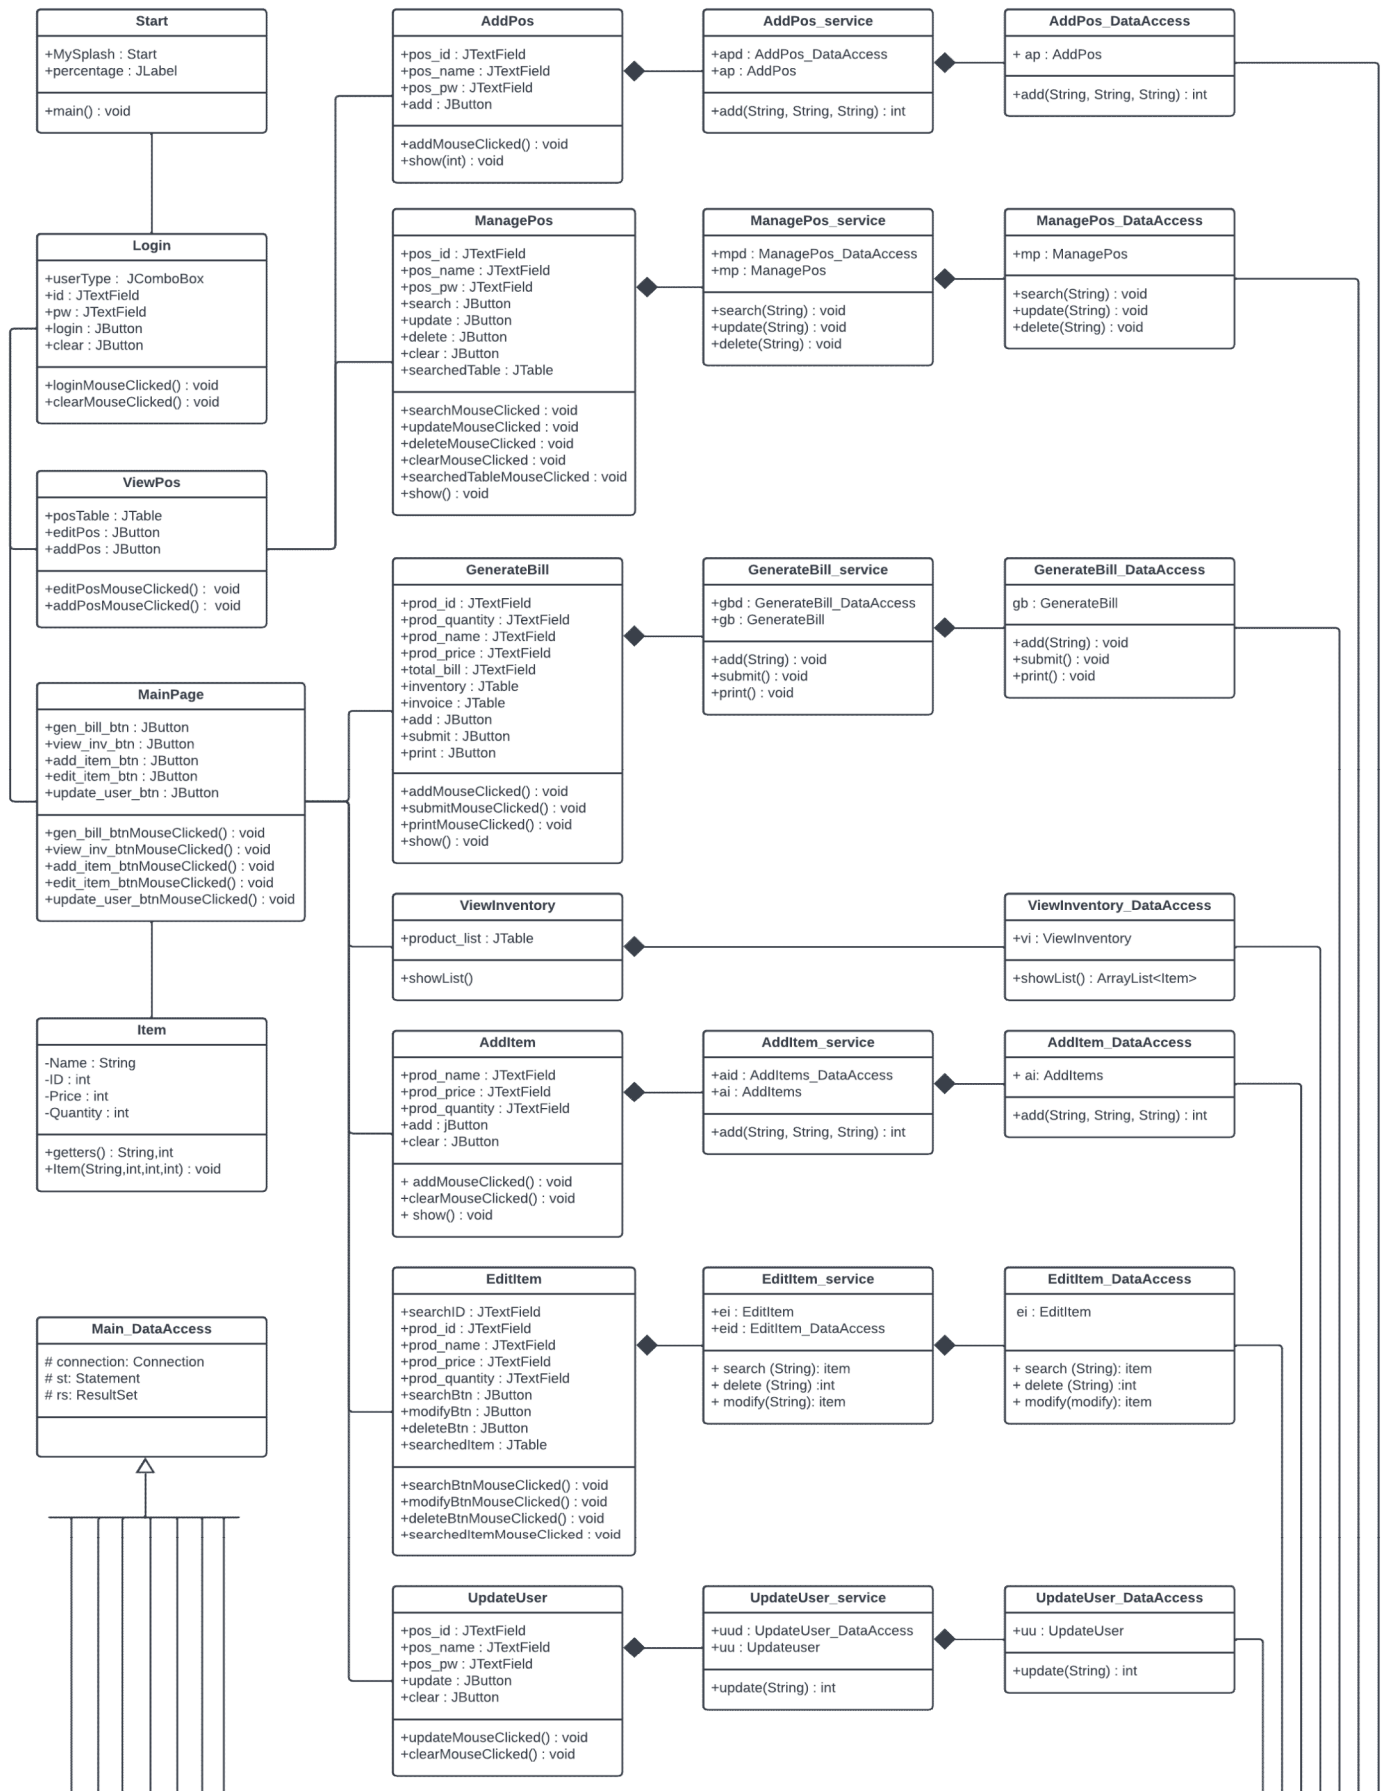 Start
+MySplash : Start
+percentage : JLabel
+main() : void
Login
+userType :  JComboBox
+id : JTextField
+pw : JTextField
+login : JButton
+clear : JButton
+loginMouseClicked() : void
+clearMouseClicked() : void
ViewPos
+posTable : JTable
+editPos : JButton
+addPos : JButton
+editPosMouseClicked() :  void
+addPosMouseClicked() :  void
MainPage
+gen_bill_btn : JButton
+view_inv_btn : JButton
+add_item_btn : JButton
+edit_item_btn : JButton
+update_user_btn : JButton
+gen_bill_btnMouseClicked() : void
+view_inv_btnMouseClicked() : void
+add_item_btnMouseClicked() : void
+edit_item_btnMouseClicked() : void
+update_user_btnMouseClicked() : void
Item
-Name : String
-ID : int
-Price : int
-Quantity : int
+getters() : String,int
+Item(String,int,int,int) : void
Main_DataAccess
# connection: Connection
# st: Statement
# rs: ResultSet
AddPos
+pos_id : JTextField
+pos_name : JTextField
+pos_pw : JTextField
+add : JButton
+addMouseClicked() : void
+show(int) : void
AddPos_service
+apd : AddPos_DataAccess
+ap : AddPos
+add(String, String, String) : int
AddPos_DataAccess
+ ap : AddPos
+add(String, String, String) : int
ManagePos
+pos_id : JTextField
+pos_name : JTextField
+pos_pw : JTextField
+search : JButton
+update : JButton
+delete : JButton
+clear : JButton
+searchedTable : JTable
+searchMouseClicked : void
+updateMouseClicked : void
+deleteMouseClicked : void
+clearMouseClicked : void
+searchedTableMouseClicked : void
+show() : void
ManagePos_service
+mpd : ManagePos_DataAccess
+mp : ManagePos
+search(String) : void
+update(String) : void
+delete(String) : void
ManagePos_DataAccess
+mp : ManagePos
+search(String) : void
+update(String) : void
+delete(String) : void
GenerateBill
+prod_id : JTextField
+prod_quantity : JTextField
+prod_name : JTextField
+prod_price : JTextField
+total_bill : JTextField
+inventory : JTable
+invoice : JTable
+add : JButton
+submit : JButton
+print : JButton
+addMouseClicked() : void
+submitMouseClicked() : void
+printMouseClicked() : void
+show() : void
GenerateBill_service
+gbd : GenerateBill_DataAccess
+gb : GenerateBill
+add(String) : void
+submit() : void
+print() : void
GenerateBill_DataAccess
gb : GenerateBill
+add(String) : void
+submit() : void
+print() : void
ViewInventory
+product_list : JTable
+showList()
ViewInventory_DataAccess
+vi : ViewInventory
+showList() : ArrayList<Item>
AddItem
+prod_name : JTextField
+prod_price : JTextField
+prod_quantity : JTextField
+add : jButton
+clear : JButton
+ addMouseClicked() : void
+clearMouseClicked() : void
+ show() : void
AddItem_service
+aid : AddItems_DataAccess
+ai : AddItems
+add(String, String, String) : int
AddItem_DataAccess
+ ai: AddItems
+add(String, String, String) : int
EditItem
+searchID : JTextField
+prod_id : JTextField
+prod_name : JTextField
+prod_price : JTextField
+prod_quantity : JTextField
+searchBtn : JButton
+modifyBtn : JButton
+deleteBtn : JButton
+searchedItem : JTable
+searchBtnMouseClicked() : void
+modifyBtnMouseClicked() : void
+deleteBtnMouseClicked() : void
+searchedItemMouseClicked : void
EditItem_service
+ei : EditItem
+eid : EditItem_DataAccess
+ search (String): item
+ delete (String) :int
+ modify(String): item
EditItem_DataAccess
ei : EditItem
+ search (String): item
+ delete (String) :int
+ modify(modify): item
UpdateUser
+pos_id : JTextField
+pos_name : JTextField
+pos_pw : JTextField
+update : JButton
+clear : JButton
+updateMouseClicked() : void
+clearMouseClicked() : void
UpdateUser_service
+uud : UpdateUser_DataAccess
+uu : Updateuser
+update(String) : int
UpdateUser_DataAccess
+uu : UpdateUser
+update(String) : int